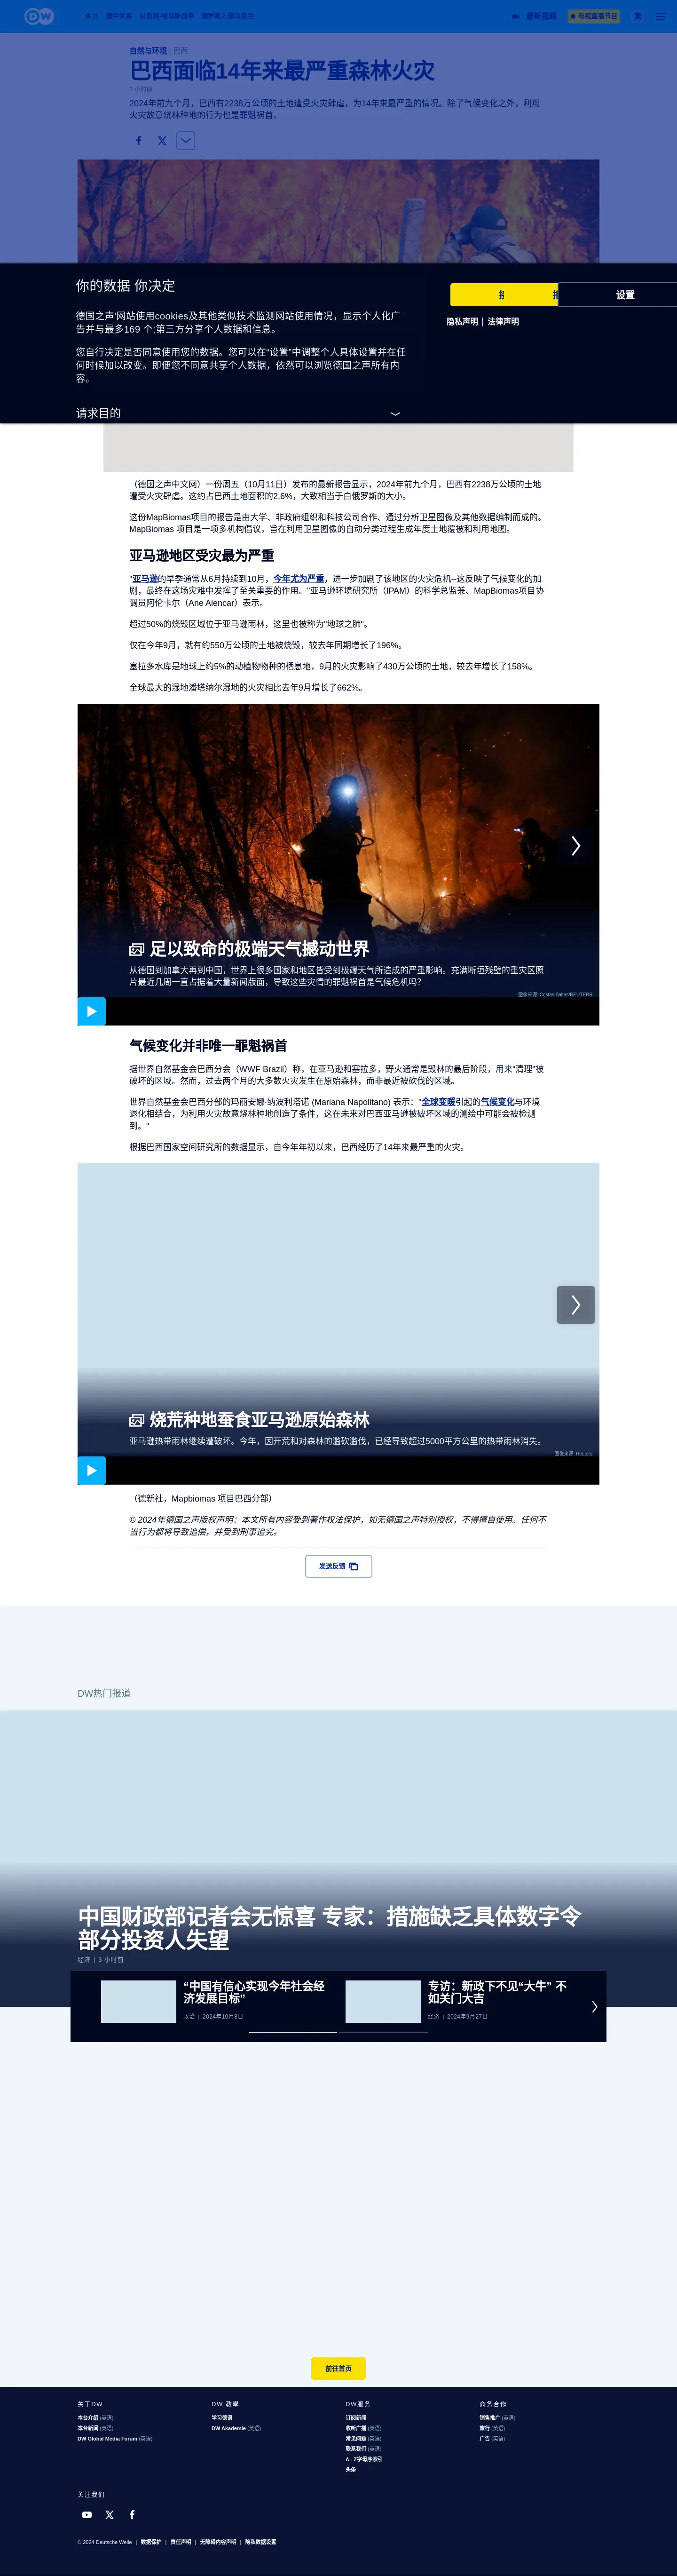 DW
德中关系
以色列-哈马斯战争
俄罗斯入侵乌克兰
最新视频
电视直播节目
繁
自然与环境 | 巴西
巴西面临14年来最严重森林火灾
2 小时前
2024年前九个月，巴西有2238万公顷的土地遭受火灾肆虐，为14年来最严重的情况。除了气候变化之外，利用
火灾故意烧林种地的行为也是罪魁祸首。
你的数据 你决定
设置
隐私声明 | 法律声明
德国之声'网站使用cookies及其他类似技术监测网站使用情况，显示个人化广
告并与最多169 个;第三方分享个人数据和信息。
您自行决定是否同意使用您的数据。您可以在"设置"中调整个人具体设置并在任
何时候加以改变。即便您不同意共享个人数据，依然可以浏览德国之声所有内
容。
请求目的
（德国之声中文网）一份周五（10月11日）发布的最新报告显示，2024年前九个月，巴西有2238万公顷的土地
遭受火灾肆虐。这约占巴西土地面积的2.6%，大致相当于白俄罗斯的大小。
这份MapBiomas项目的报告是由大学、非政府组织和科技公司合作、通过分析卫星图像及其他数据编制而成的。
MapBiomas 项目是一项多机构倡议，旨在利用卫星图像的自动分类过程生成年度土地覆被和利用地图。
亚马逊地区受灾最为严重
"亚马逊的旱季通常从6月持续到10月，今年尤为严重，进一步加剧了该地区的火灾危机--这反映了气候变化的加
剧，最终在这场灾难中发挥了至关重要的作用。"亚马逊环境研究所（IPAM）的科学总监兼、MapBiomas项目协
调员阿伦卡尔（Ane Alencar）表示。
超过50%的烧毁区域位于亚马逊雨林，这里也被称为"地球之肺"。
仅在今年9月，就有约550万公顷的土地被烧毁，较去年同期增长了196%。
塞拉多水库是地球上约5%的动植物物种的栖息地，9月的火灾影响了430万公顷的土地，较去年增长了158%。
全球最大的湿地潘塔纳尔湿地的火灾相比去年9月增长了662%。
足以致命的极端天气撼动世界
从德国到加拿大再到中国，世界上很多国家和地区皆受到极端天气所造成的严重影响。充满断垣残壁的重灾区照
片最近几周一直占据着大量新闻版面，导致这些灾情的罪魁祸首是气候危机吗？
图像来源: Costas Baltas/REUTERS
气候变化并非唯一罪魁祸首
据世界自然基金会巴西分会（WWF Brazil）称，在亚马逊和塞拉多，野火通常是毁林的最后阶段，用来"清理"被
破坏的区域。然而，过去两个月的大多数火灾发生在原始森林，而非最近被砍伐的区域。
世界自然基金会巴西分部的玛丽安娜·纳波利塔诺 (Mariana Napolitano) 表示："全球变暖引起的气候变化与环境
退化相结合，为利用火灾故意烧林种地创造了条件，这在未来对巴西亚马逊被破坏区域的测绘中可能会被检测
到。"
根据巴西国家空间研究所的数据显示，自今年年初以来，巴西经历了14年来最严重的火灾。
烧荒种地蚕食亚马逊原始森林
亚马逊热带雨林继续遭破坏。今年，因开荒和对森林的滥砍滥伐，已经导致超过5000平方公里的热带雨林消失。
图像来源: Reuters
（德新社，Mapbiomas 项目巴西分部）
© 2024年德国之声版权声明：本文所有内容受到著作权法保护，如无德国之声特别授权，不得擅自使用。任何不
当行为都将导致追偿，并受到刑事追究。
发送反馈
DW热门报道
中国财政部记者会无惊喜 专家：措施缺乏具体数字令
部分投资人失望
经济 | 3 小时前
“中国有信心实现今年社会经
济发展目标”
政治 | 2024年10月8日
专访：新政下不见“大牛” 不
如关门大吉
经济 | 2024年9月27日
前往首页
关于DW
本台介绍 (英语)
本台新闻 (英语)
DW Global Media Forum (英语)
DW 教學
学习德语
DW Akademie (英语)
DW服务
订阅新闻
收听广播 (英语)
常见问题 (英语)
联系我们 (英语)
A - Z字母序索引
头条
商务合作
销售推广 (英语)
旅行 (英语)
广告 (英语)
关注我们
© 2024 Deutsche Welle | 数据保护 | 责任声明 | 无障碍内容声明 | 隐私数据设置